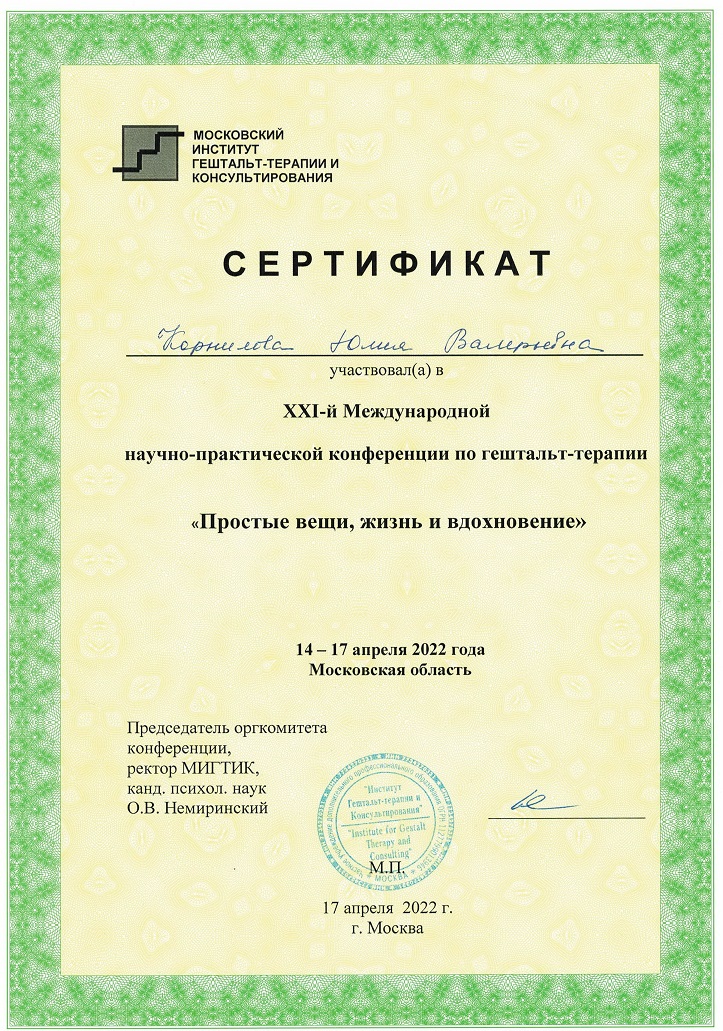 МОСКОВСКИЙ
ИНСТИТУТ
ГЕШТАЛЬТ-ТЕРАПИИ И
КОНСУЛЬТИРОВАНИЯ
СЕРТИФИКАТ
Корнилова Юлия Валерьевна
участвовал(а) в
XXI-й Международной
научно-практической конференции по гештальт-терапии
«Простые вещи, жизнь и вдохновение»
14 – 17 апреля 2022 года
Московская область
Председатель оргкомитета
конференции,
ректор МИГТИК,
канд. психол. наук
О.В. Немиринский
"Институт
Гештальт-терапии и
Консультирования"
"Institute for Gestalt
Therapy and
Consulting"
МОСКВА
М.П.
17 апреля 2022 г.
г. Москва